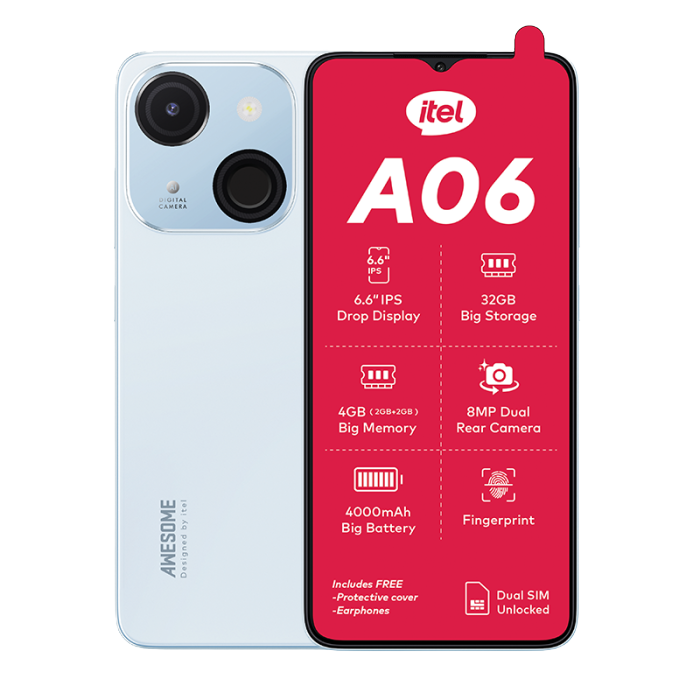 DIGITAL
CAMERA
AWESOME
Designed by itel
itel
A06
6.6"
IPS
6.6" IPS
Drop Display
32GB
Big Storage
4GB (2GB+2GB)
Big Memory
8MP Dual
Rear Camera
4000mAh
Big Battery
Fingerprint
Includes FREE
-Protective cover
-Earphones
Dual SIM
Unlocked